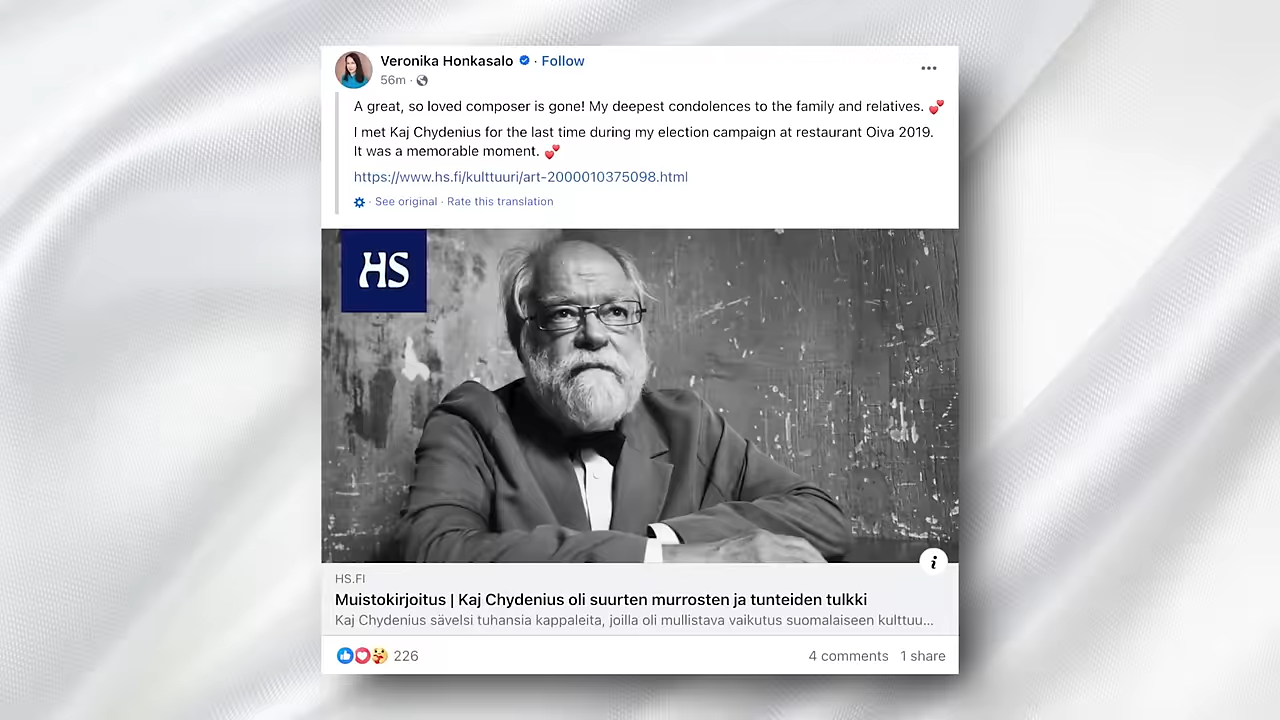 Veronika Honkasalo · Follow
56m ·
A great, so loved composer is gone! My deepest condolences to the family and relatives. 💕
I met Kaj Chydenius for the last time during my election campaign at restaurant Oiva 2019.
It was a memorable moment. 💕
https://www.hs.fi/kulttuuri/art-2000010375098.html
· See original · Rate this translation
HS
i
HS.FI
Muistokirjoitus | Kaj Chydenius oli suurten murrosten ja tunteiden tulkki
Kaj Chydenius sävelsi tuhansia kappaleita, joilla oli mullistava vaikutus suomalaiseen kulttuu...
226
4 comments 1 share